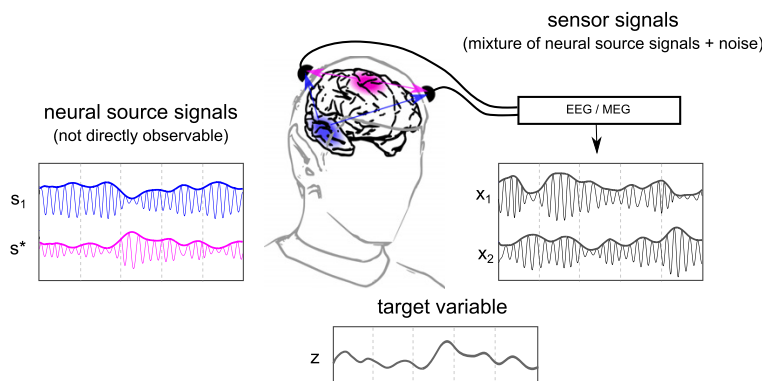 sensor signals
(mixture of neural source signals + noise)
neural source signals
(not directly observable)
EEG / MEG
s1
s*
x1
x2
target variable
z